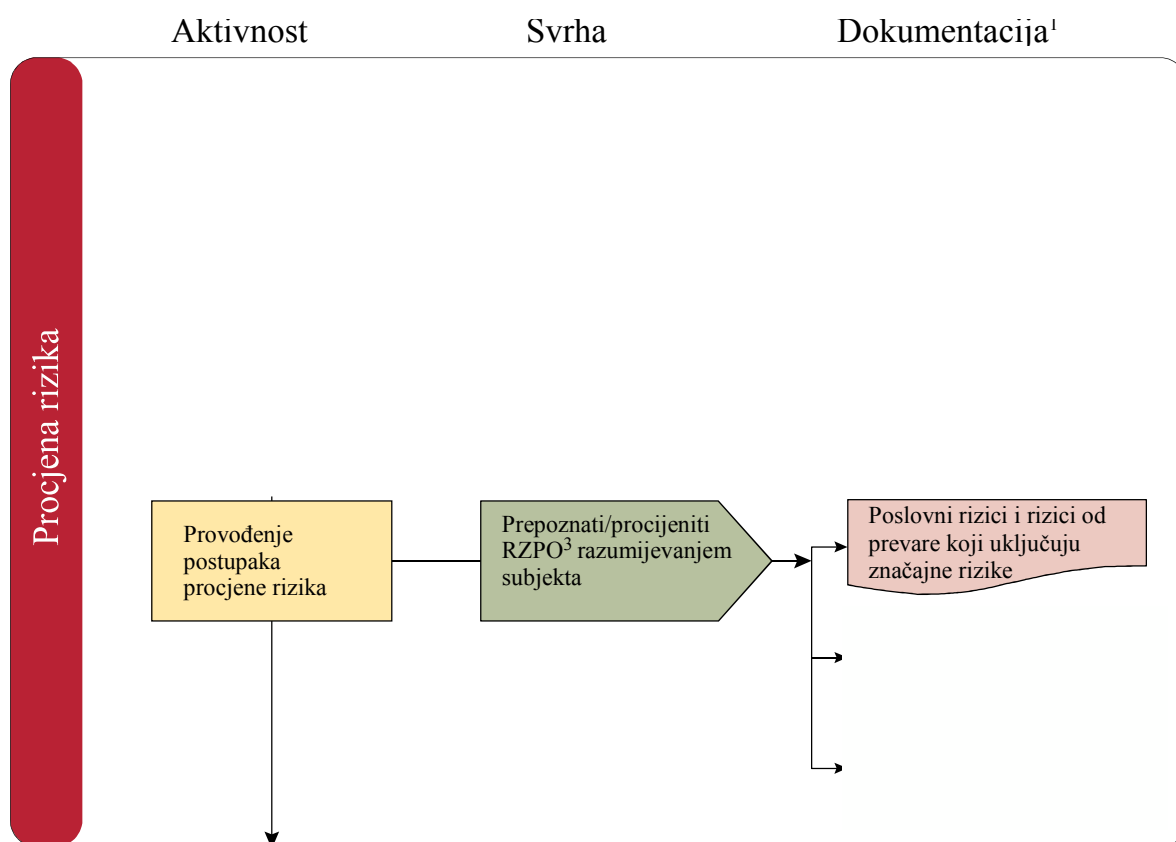 Aktivnost Svrha Dokumentacija¹
Procjena rizika
Provođenje
postupaka
procjene rizika
Prepoznati/procijeniti
RZPO³ razumijevanjem
subjekta
Poslovni rizici i rizici od
prevare koji uključuju
značajne rizike